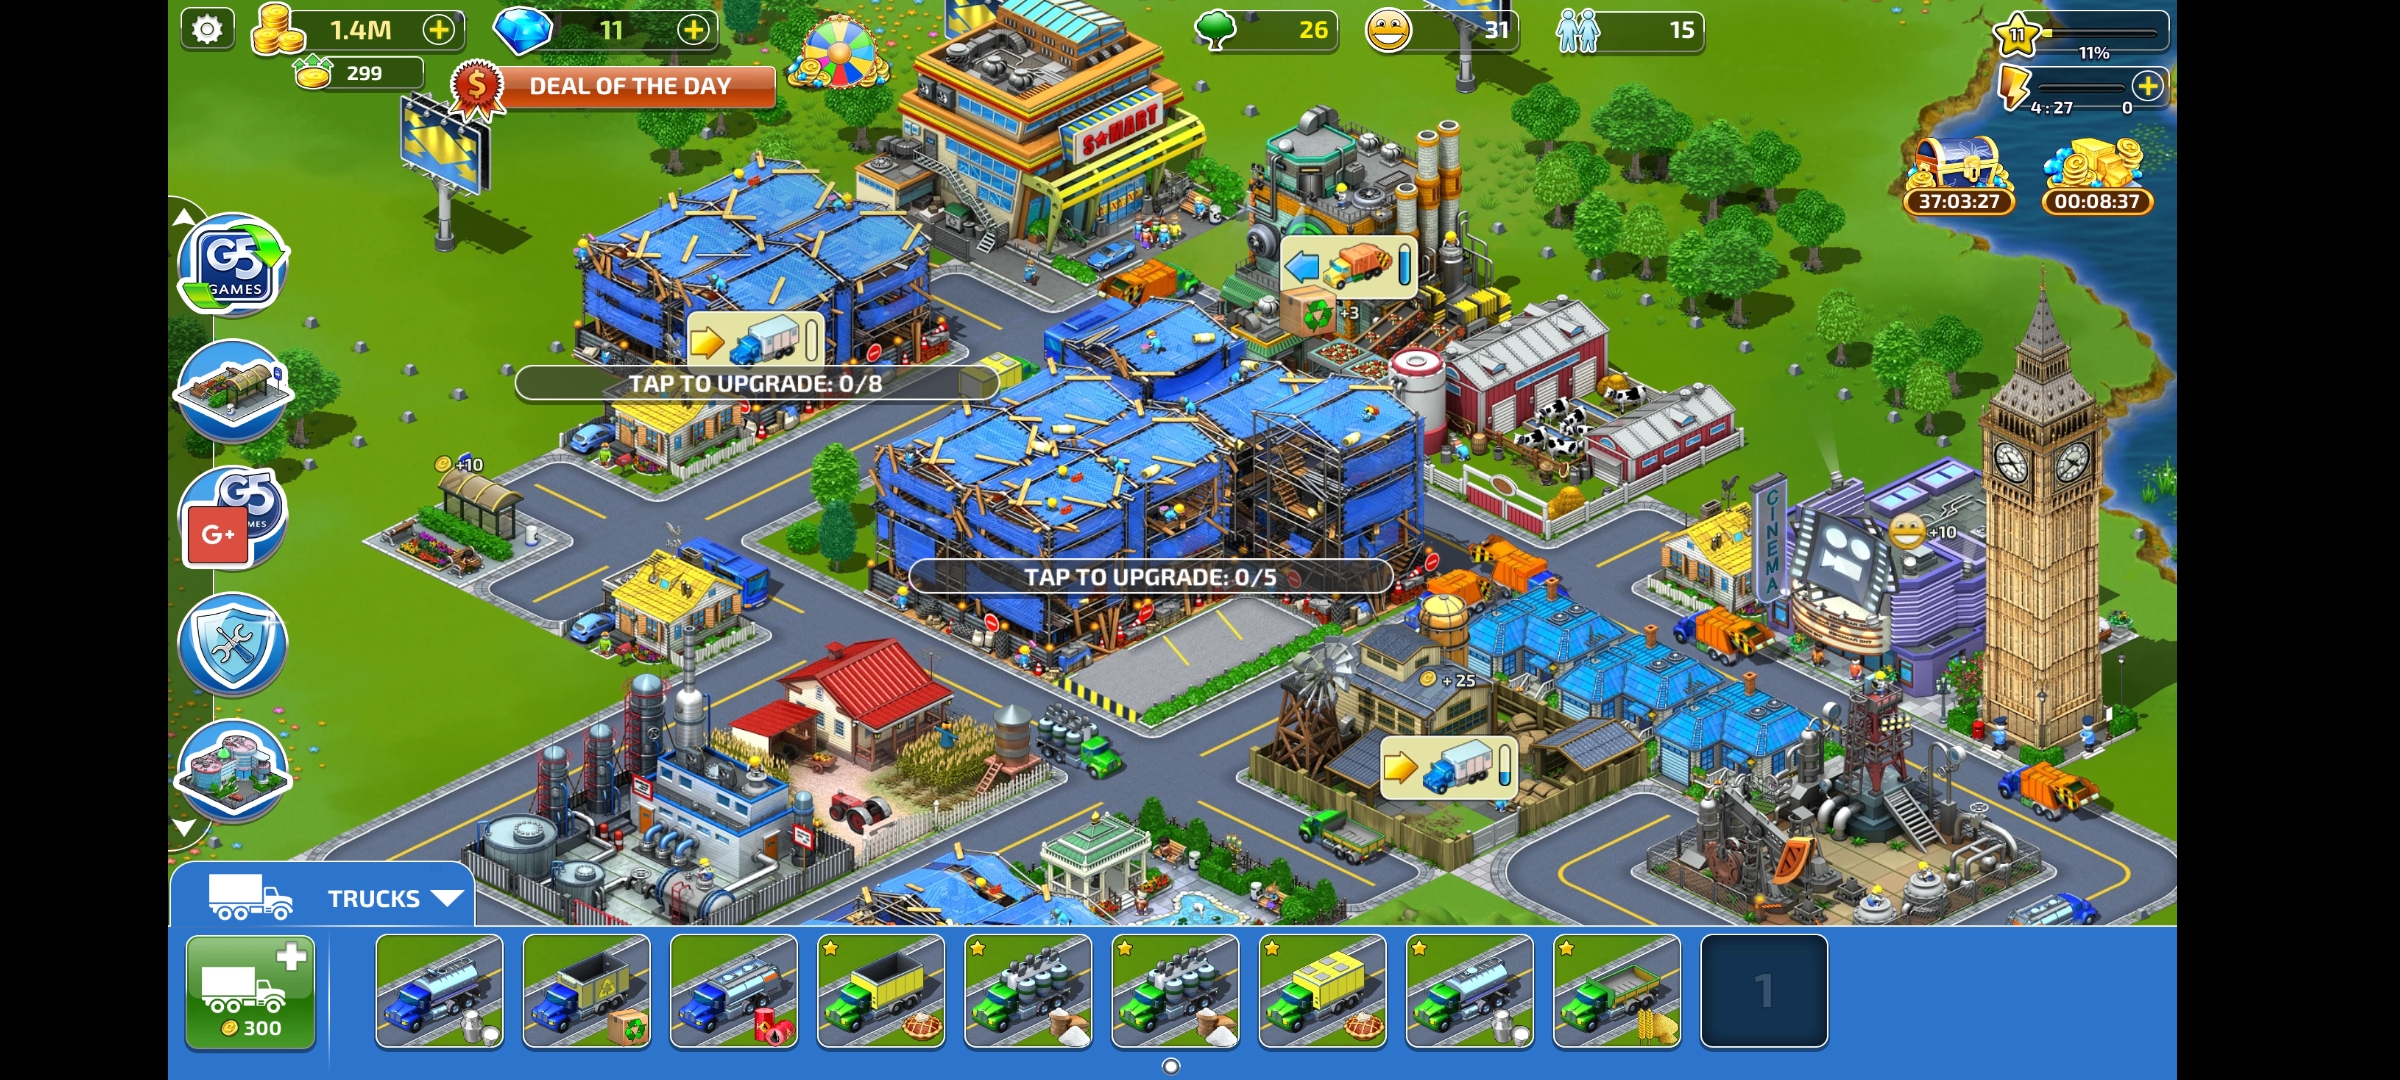 1.4M
11
26
31
15
11
11%
299
DEAL OF THE DAY
4:27
0
S★MART
37:03:27
00:08:37
G5
GAMES
+3
TAP TO UPGRADE: 0/8
+10
G5
MES
G+
CINEMA
+10
TAP TO UPGRADE: 0/5
+25
TRUCKS
300
1